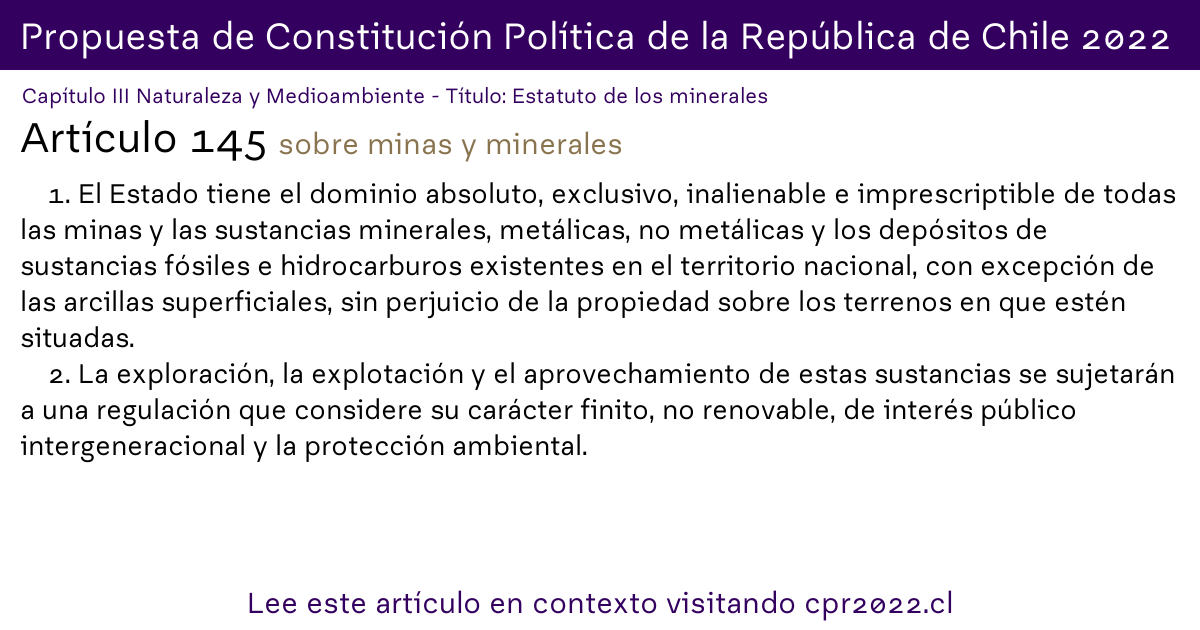 Propuesta de Constitución Política de la República de Chile 2022
Capítulo III Naturaleza y Medioambiente - Título: Estatuto de los minerales
Artículo 145 sobre minas y minerales
1. El Estado tiene el dominio absoluto, exclusivo, inalienable e imprescriptible de todas
las minas y las sustancias minerales, metálicas, no metálicas y los depósitos de
sustancias fósiles e hidrocarburos existentes en el territorio nacional, con excepción de
las arcillas superficiales, sin perjuicio de la propiedad sobre los terrenos en que estén
situadas.
2. La exploración, la explotación y el aprovechamiento de estas sustancias se sujetarán
a una regulación que considere su carácter finito, no renovable, de interés público
intergeneracional y la protección ambiental.
Lee este artículo en contexto visitando cpr2022.cl